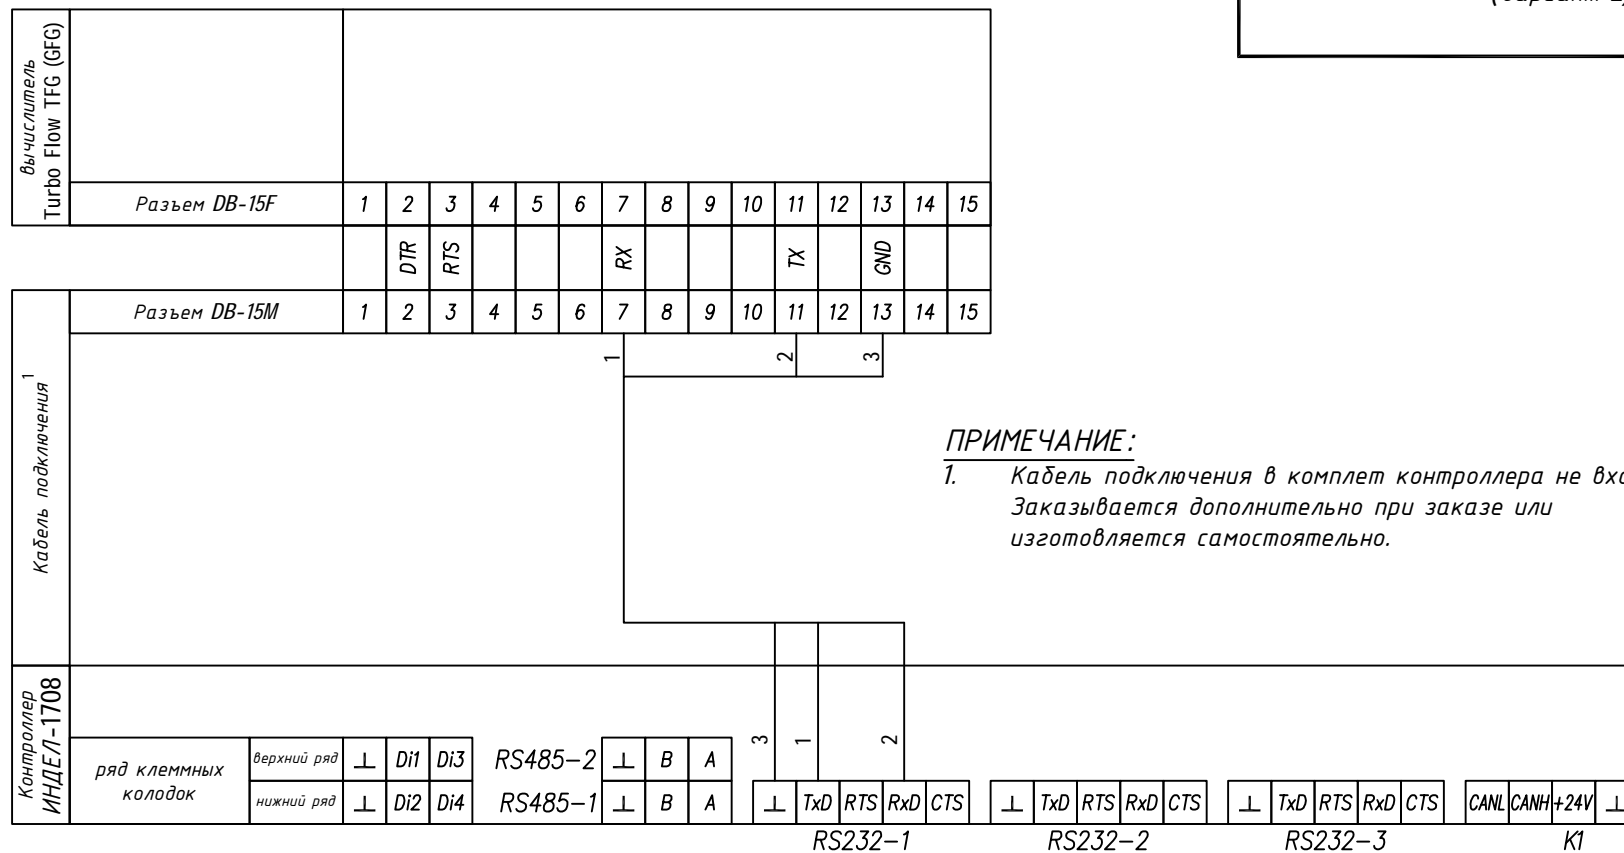 (вариант
вычислитель
Turbo Flow TFG (GFG)
Разъем DB-15F 1 2 3 4 5 6 7 8 9 10 11 12 13 14 15
DTR RTS RX TX GND
Разъем DB-15M 1 2 3 4 5 6 7 8 9 10 11 12 13 14 15
1 2 3
Кабель подключения 1
ПРИМЕЧАНИЕ:
1. Кабель подключения в комплет контроллера не вхо
Заказывается дополнительно при заказе или
изготовляется самостоятельно.
Контроллер
ИНДЕЛ-1708
ряд клеммных
колодок
3 1 2
верхний ряд ⊥ Di1 Di3 RS485-2 ⊥ B A
нижний ряд ⊥ Di2 Di4 RS485-1 ⊥ B A
⊥ TxD RTS RxD CTS ⊥ TxD RTS RxD CTS ⊥ TxD RTS RxD CTS CANL CANH +24V ⊥
RS232-1 RS232-2 RS232-3 K1